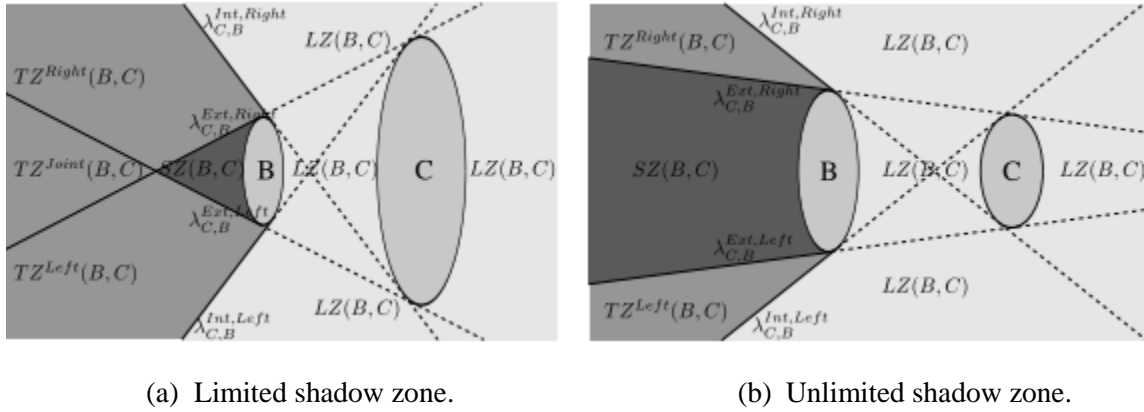 λ_{C,B}^{Int,Right}
LZ(B,C)
TZ^{Right}(B,C)
λ_{C,B}^{Ext,Right}
TZ^{Joint}(B,C)
SZ(B,C)
B
LZ(B,C)
C
LZ(B,C)
λ_{C,B}^{Ext,Left}
TZ^{Left}(B,C)
LZ(B,C)
λ_{C,B}^{Int,Left}
λ_{C,B}^{Int,Right}
TZ^{Right}(B,C)
LZ(B,C)
λ_{C,B}^{Ext,Right}
SZ(B,C)
B
LZ(B,C)
C
LZ(B,C)
λ_{C,B}^{Ext,Left}
LZ(B,C)
TZ^{Left}(B,C)
λ_{C,B}^{Int,Left}
(a) Limited shadow zone.
(b) Unlimited shadow zone.